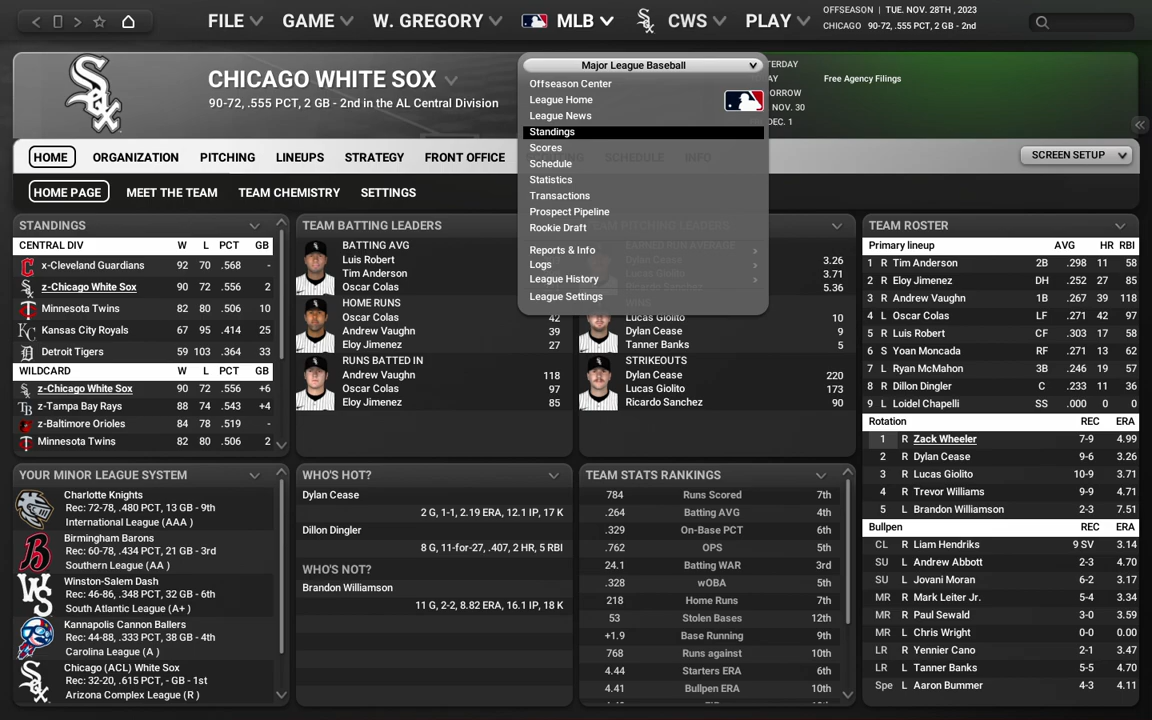 FILE GAME W. GREGORY MLB CWS PLAY
OFFSEASON | TUE. NOV. 28TH , 2023
CHICAGO 90-72, .555 PCT, 2 GB - 2nd
CHICAGO WHITE SOX
90-72, .555 PCT, 2 GB - 2nd in the AL Central Division
Major League Baseball
Offseason Center
League Home
League News
Standings
Scores
Schedule
Statistics
Transactions
Prospect Pipeline
Rookie Draft
Reports & Info
Logs
League History
League Settings
Free Agency Filings
NOV. 30
DEC. 1
HOME ORGANIZATION PITCHING LINEUPS STRATEGY FRONT OFFICE SCHEDULE INFO
SCREEN SETUP
HOME PAGE MEET THE TEAM TEAM CHEMISTRY SETTINGS
STANDINGS
CENTRAL DIV W L PCT GB
x-Cleveland Guardians 92 70 .568 -
z-Chicago White Sox 90 72 .556 2
Minnesota Twins 82 80 .506 10
Kansas City Royals 67 95 .414 25
Detroit Tigers 59 103 .364 33
WILDCARD W L PCT GB
z-Chicago White Sox 90 72 .556 +6
z-Tampa Bay Rays 88 74 .543 +4
z-Baltimore Orioles 84 78 .519 -
Minnesota Twins 82 80 .506 2
TEAM BATTING LEADERS
BATTING AVG
Luis Robert
Tim Anderson
Oscar Colas
HOME RUNS
Oscar Colas 42
Andrew Vaughn 39
Eloy Jimenez 27
RUNS BATTED IN
Andrew Vaughn 118
Oscar Colas 97
Eloy Jimenez 85
TEAM PITCHING LEADERS
EARNED RUN AVERAGE
Dylan Cease 3.26
Lucas Giolito 3.71
5.36
WINS
Lucas Giolito 10
Dylan Cease 9
Tanner Banks 5
STRIKEOUTS
Dylan Cease 220
Lucas Giolito 173
Ricardo Sanchez 90
TEAM ROSTER
Primary lineup AVG HR RBI
1 R Tim Anderson 2B .298 11 58
2 R Eloy Jimenez DH .252 27 85
3 R Andrew Vaughn 1B .267 39 118
4 L Oscar Colas LF .271 42 97
5 R Luis Robert CF .303 17 58
6 S Yoan Moncada RF .271 13 62
7 L Ryan McMahon 3B .246 19 57
8 R Dillon Dingler C .233 11 36
9 L Loidel Chapelli SS .000 0 0
Rotation REC ERA
1 R Zack Wheeler 7-9 4.99
2 R Dylan Cease 9-6 3.26
3 R Lucas Giolito 10-9 3.71
4 R Trevor Williams 9-9 4.71
5 L Brandon Williamson 2-3 7.51
Bullpen REC ERA
CL R Liam Hendriks 9 SV 3.14
SU L Andrew Abbott 2-3 4.70
SU L Jovani Moran 6-2 3.17
MR R Mark Leiter Jr. 5-4 3.34
MR R Paul Sewald 3-0 3.59
MR L Chris Wright 0-0 0.00
LR R Yennier Cano 2-1 3.47
LR L Tanner Banks 5-5 4.70
Spe L Aaron Bummer 4-3 4.11
YOUR MINOR LEAGUE SYSTEM
Charlotte Knights
Rec: 72-78, .480 PCT, 13 GB - 9th
International League (AAA )
Birmingham Barons
Rec: 60-78, .434 PCT, 21 GB - 3rd
Southern League (AA )
Winston-Salem Dash
Rec: 46-86, .348 PCT, 32 GB - 6th
South Atlantic League (A+ )
Kannapolis Cannon Ballers
Rec: 44-88, .333 PCT, 38 GB - 4th
Carolina League (A )
Chicago (ACL) White Sox
Rec: 32-20, .615 PCT, - GB - 1st
Arizona Complex League (R )
WHO'S HOT?
Dylan Cease
2 G, 1-1, 2.19 ERA, 12.1 IP, 17 K
Dillon Dingler
8 G, 11-for-27, .407, 2 HR, 5 RBI
WHO'S NOT?
Brandon Williamson
11 G, 2-2, 8.82 ERA, 16.1 IP, 18 K
TEAM STATS RANKINGS
784 Runs Scored 7th
.264 Batting AVG 4th
.329 On-Base PCT 6th
.762 OPS 5th
24.1 Batting WAR 3rd
.328 wOBA 5th
218 Home Runs 7th
53 Stolen Bases 12th
+1.9 Base Running 9th
768 Runs against 10th
4.44 Starters ERA 6th
4.41 Bullpen ERA 10th